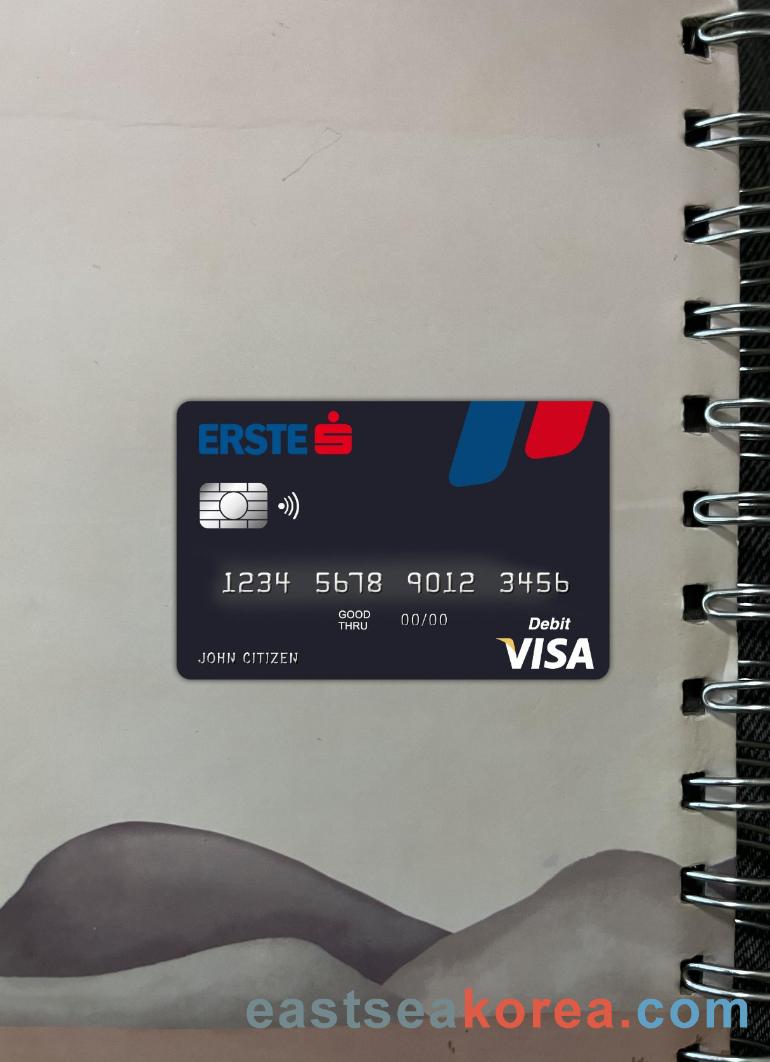 ERSTE
1234 5678 9012 3456
GOOD THRU 00/00
Debit
VISA
JOHN CITIZEN
eastseakorea.com